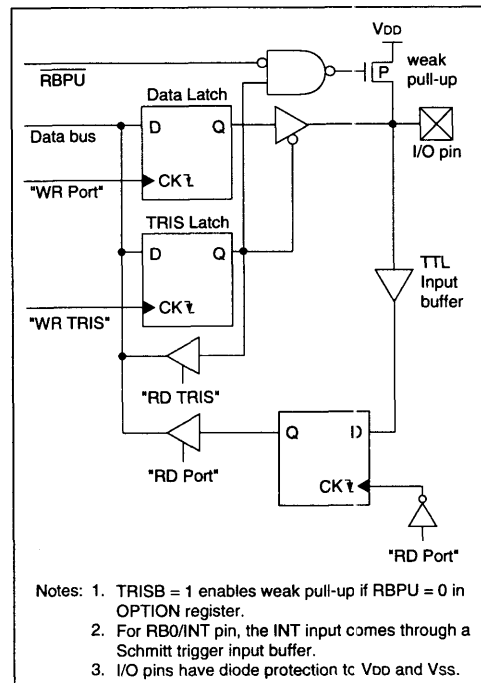 VDD
weak
pull-up
P
RBPU
Data Latch
Data bus
D
Q
I/O pin
"WR Port"
CK
TRIS Latch
D
Q
TTL
Input
buffer
"WR TRIS"
CK
"RD TRIS"
Q
D
"RD Port"
CK
"RD Port"
Notes: 1. TRISB = 1 enables weak pull-up if RBPU = 0 in
OPTION register.
2. For RB0/INT pin, the INT input comes through a
Schmitt trigger input buffer.
3. I/O pins have diode protection to VDD and VSS.